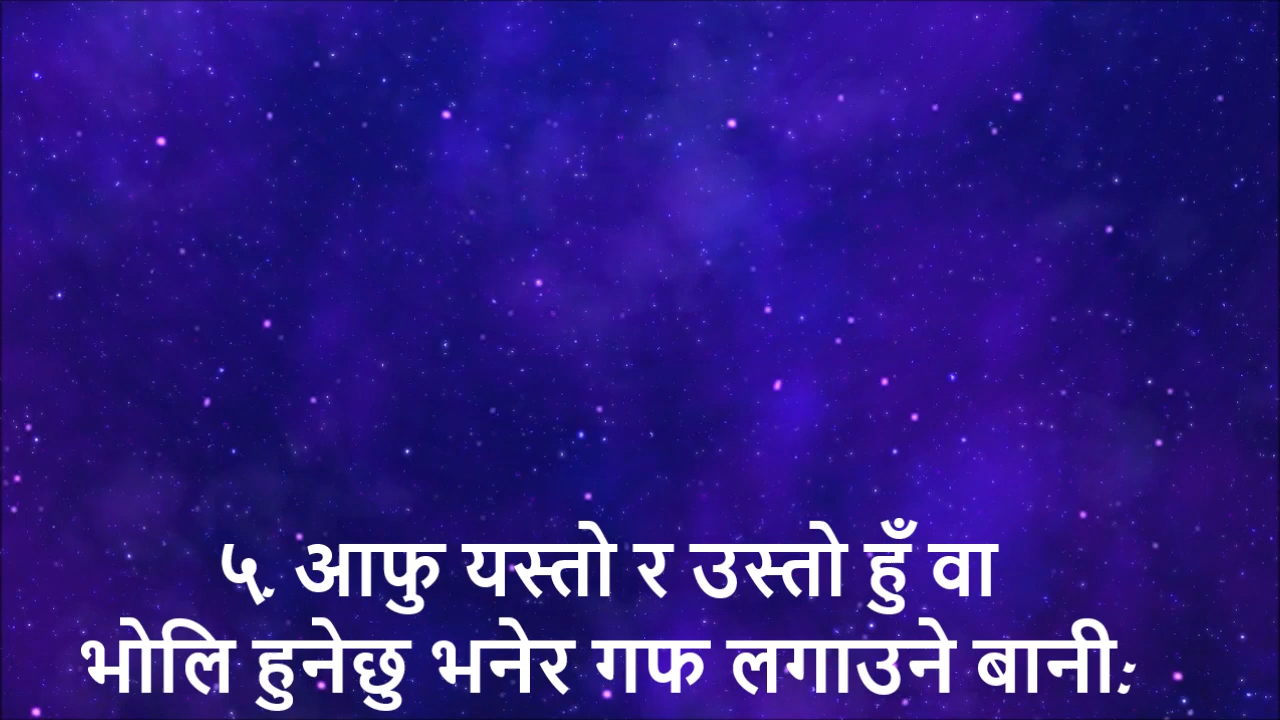 ५. आफु यस्तो र उस्तो हुँ वा
भोलि हुनेछु भनेर गफ लगाउने बानी: